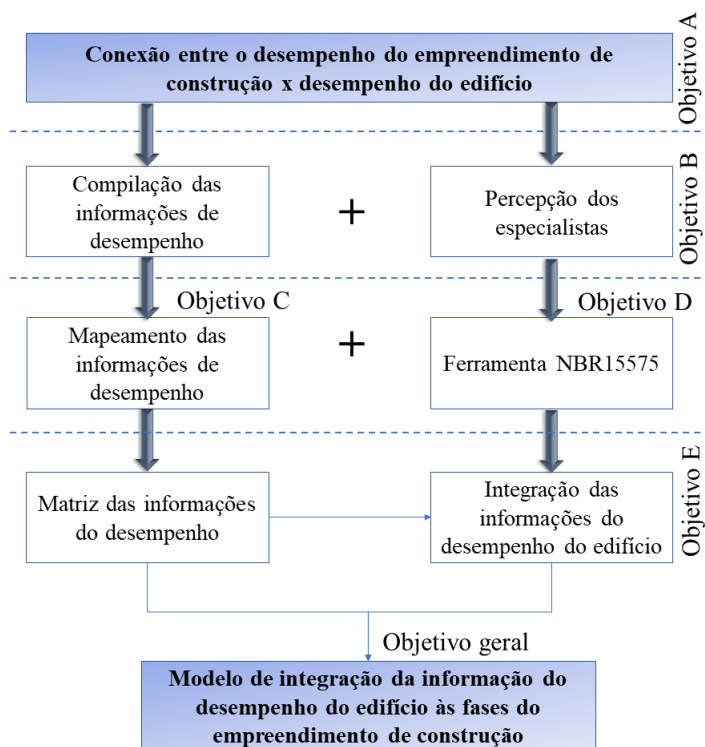 Conexão entre o desempenho do empreendimento de
construção x desempenho do edifício
Objetivo A
Compilação das
informações de
desempenho
+
Percepção dos
especialistas
Objetivo B
Objetivo C
Objetivo D
Mapeamento das
informações de
desempenho
+
Ferramenta NBR15575
Matriz das informações
do desempenho
Integração das
informações do
desempenho do edifício
Objetivo E
Objetivo geral
Modelo de integração da informação do
desempenho do edifício às fases do
empreendimento de construção